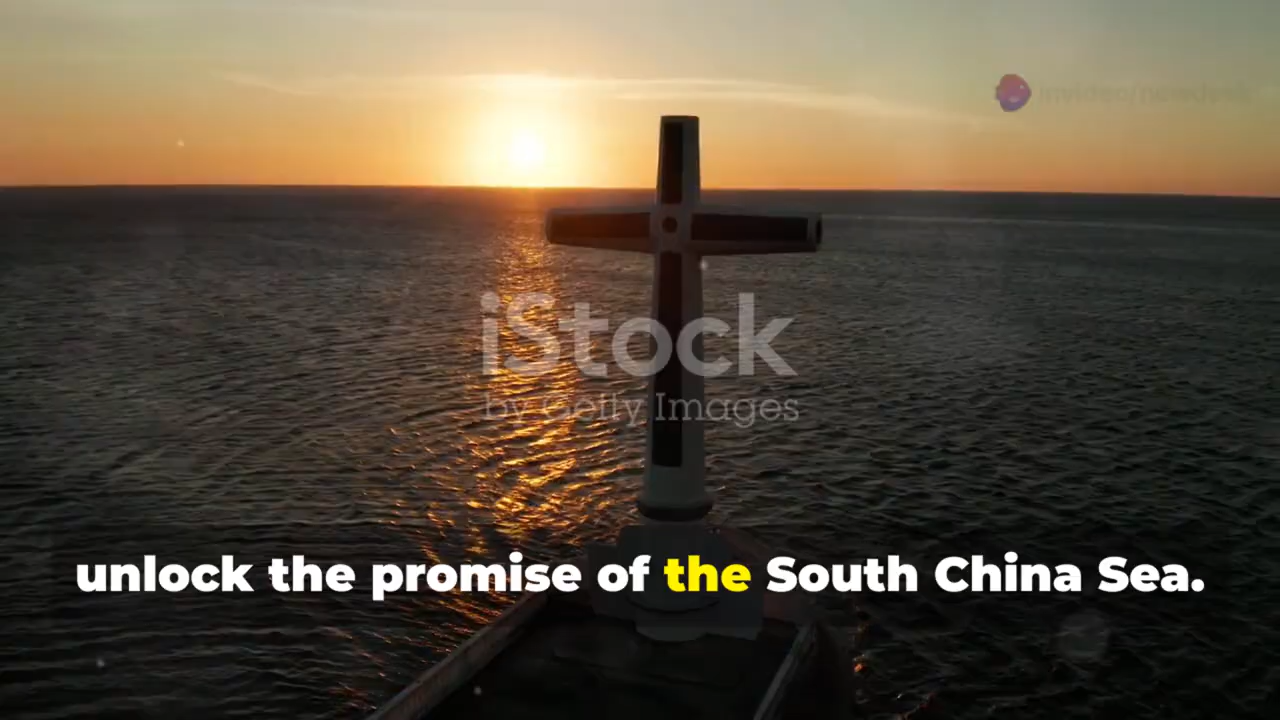 iStock
by Getty Images
unlock the promise of the South China Sea.